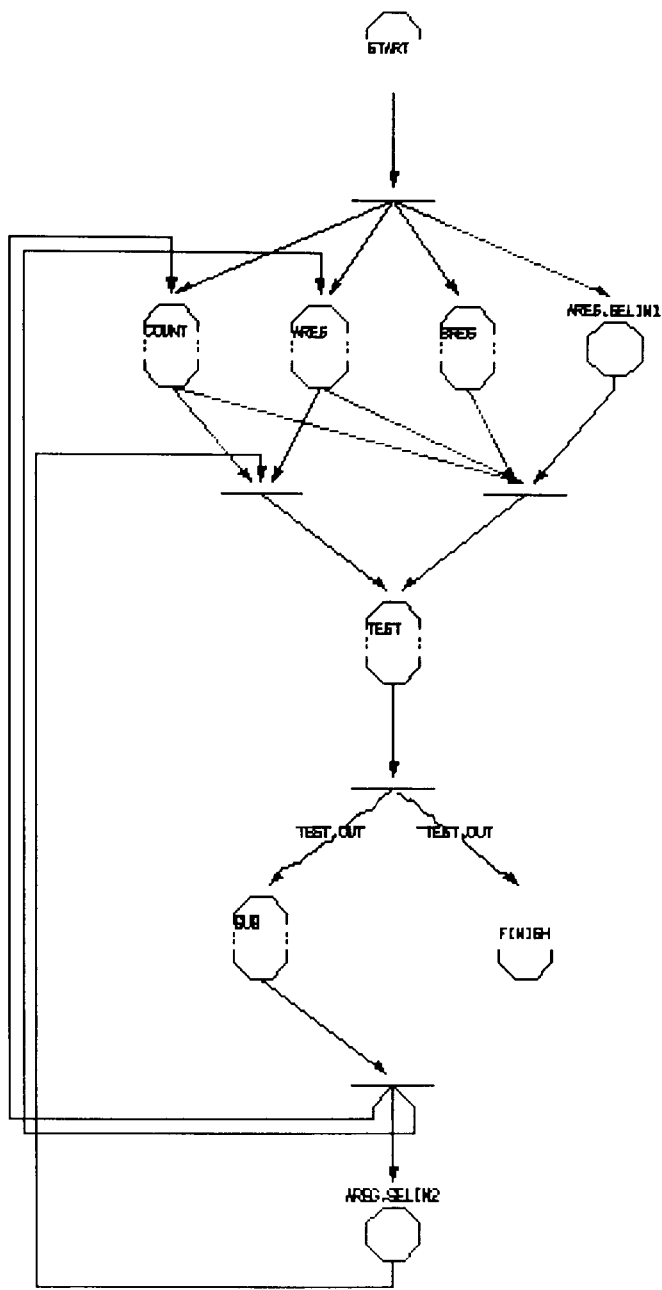 START
AREG.SELIN1
COUNT
AREG
BREG
TEST
TEST.OUT
TEST.OUT
SUB
FINISH
AREG.SELIN2